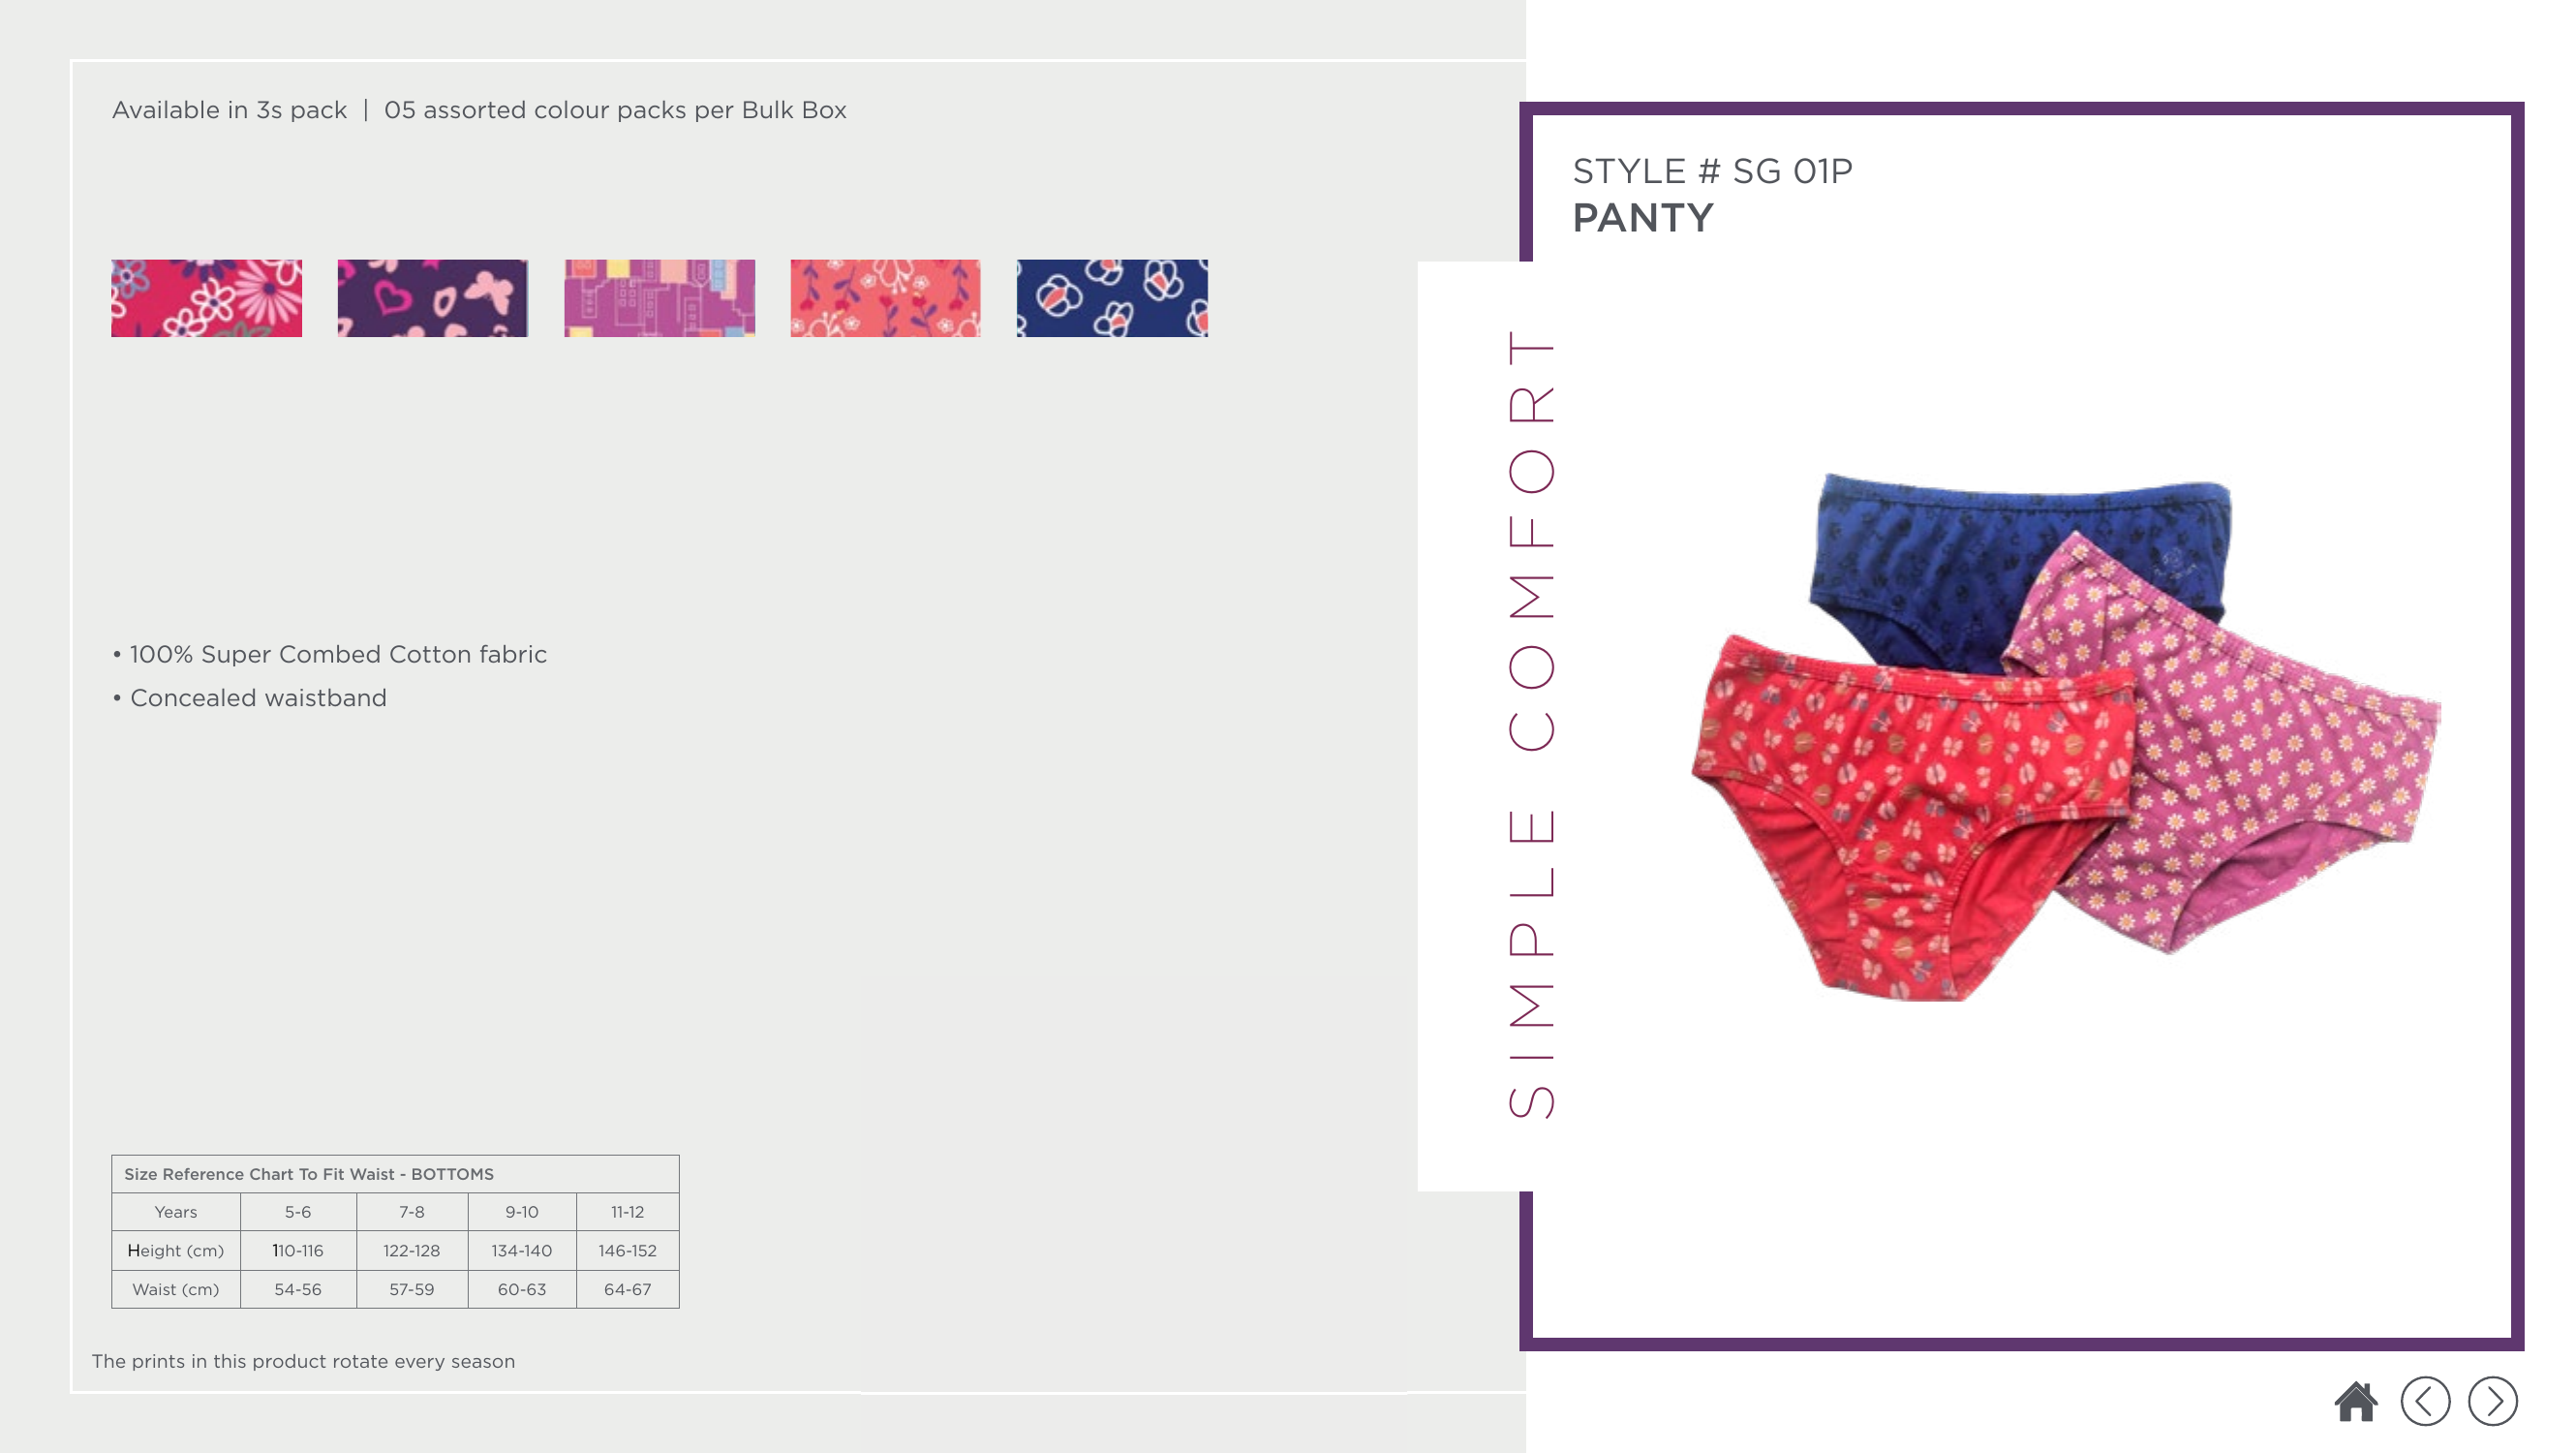 Available in 3s pack | 05 assorted colour packs per Bulk Box
• 100% Super Combed Cotton fabric
• Concealed waistband
Size Reference Chart To Fit Waist - BOTTOMS
Years 5-6 7-8 9-10 11-12
Height (cm) 110-116 122-128 134-140 146-152
Waist (cm) 54-56 57-59 60-63 64-67
The prints in this product rotate every season
STYLE # SG 01P
PANTY
SIMPLE COMFORT